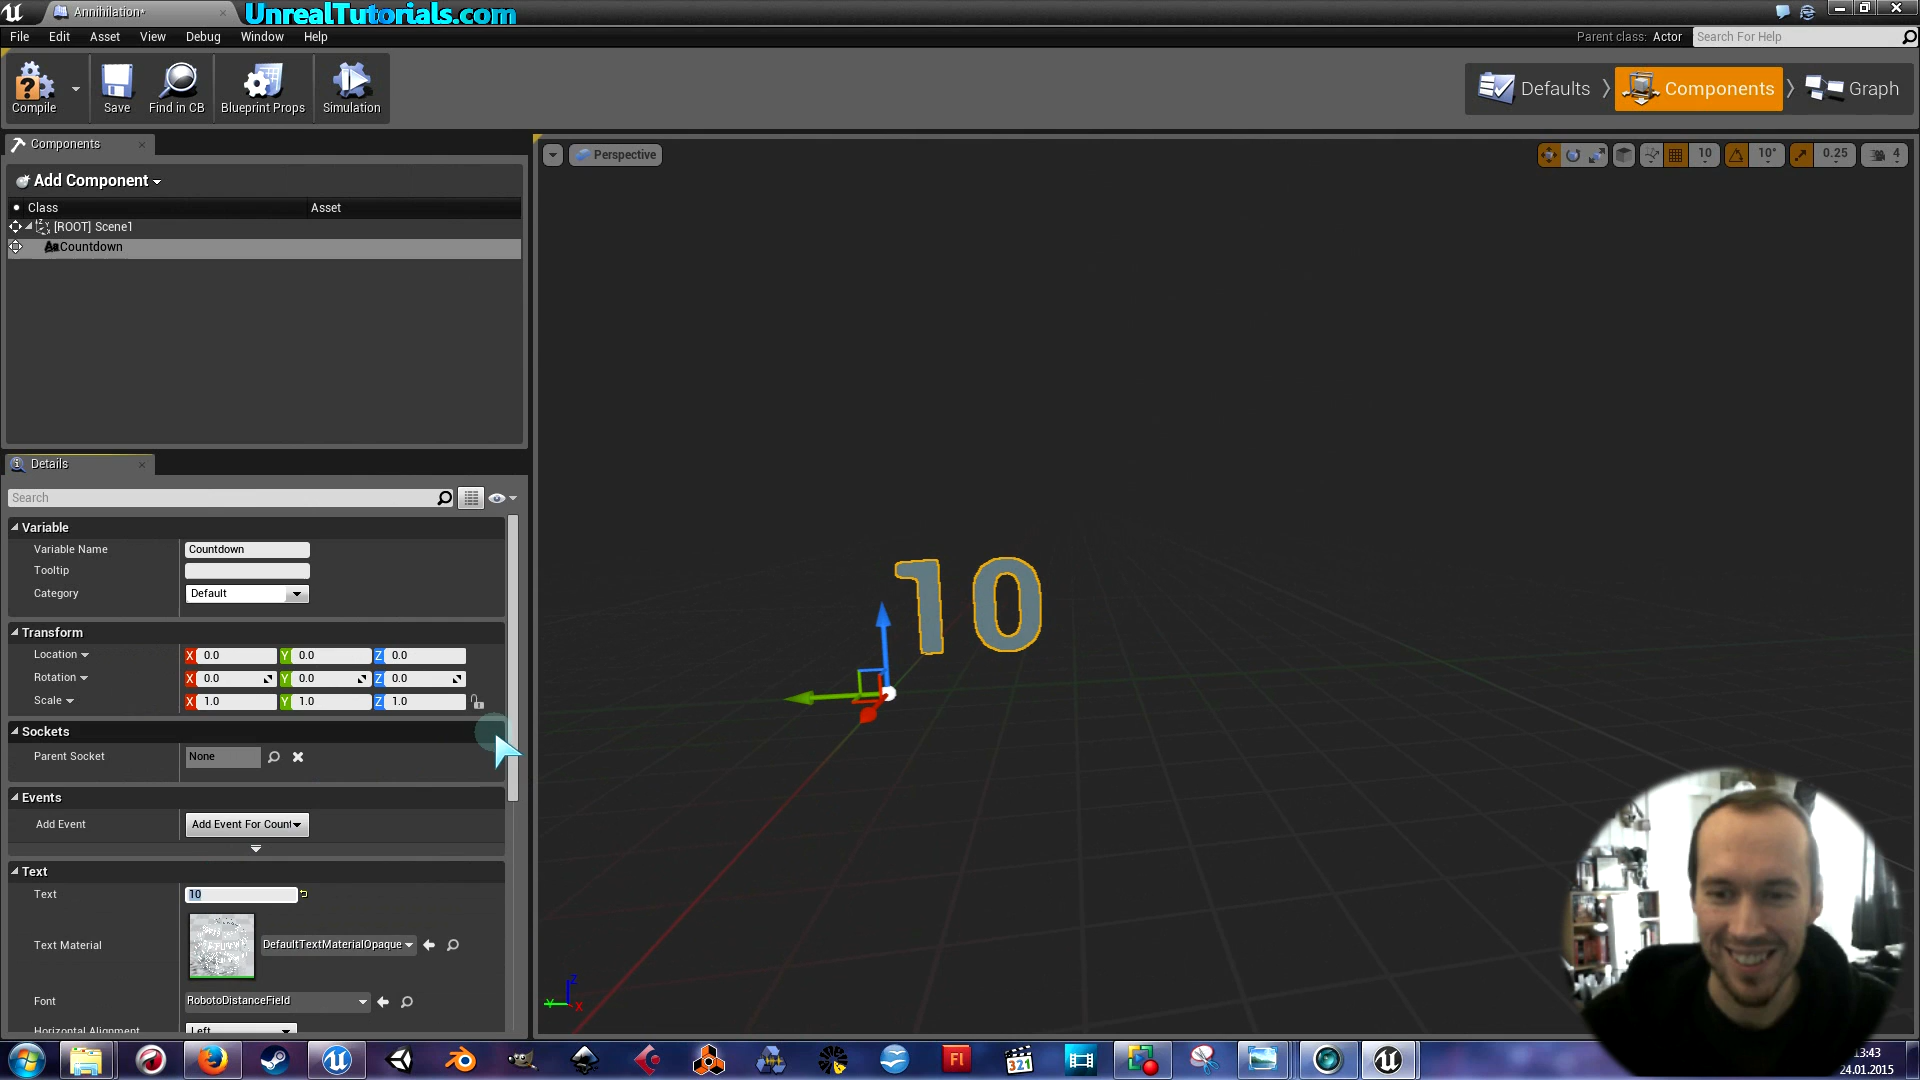 Annihilation*
UnrealTutorials.com
File Edit Asset View Debug Window Help
Parent class: Actor
Search For Help
Compile
Save
Find in CB
Blueprint Props
Simulation
Defaults
Components
Graph
Components
Add Component
Class Asset
[ROOT] Scene1
Aa Countdown
Perspective
10
10°
0.25
4
Details
Search
Variable
Variable Name Countdown
Tooltip
Category Default
Transform
Location X 0.0 Y 0.0 Z 0.0
Rotation X 0.0 Y 0.0 Z 0.0
Scale X 1.0 Y 1.0 Z 1.0
Sockets
Parent Socket None
Events
Add Event Add Event For Count
Text
Text 10
Text Material DefaultTextMaterialOpaque
Font RobotoDistanceField
Horizontal Alignment Left
10
Z
Y X
Fl
321
13:43
24.01.2015